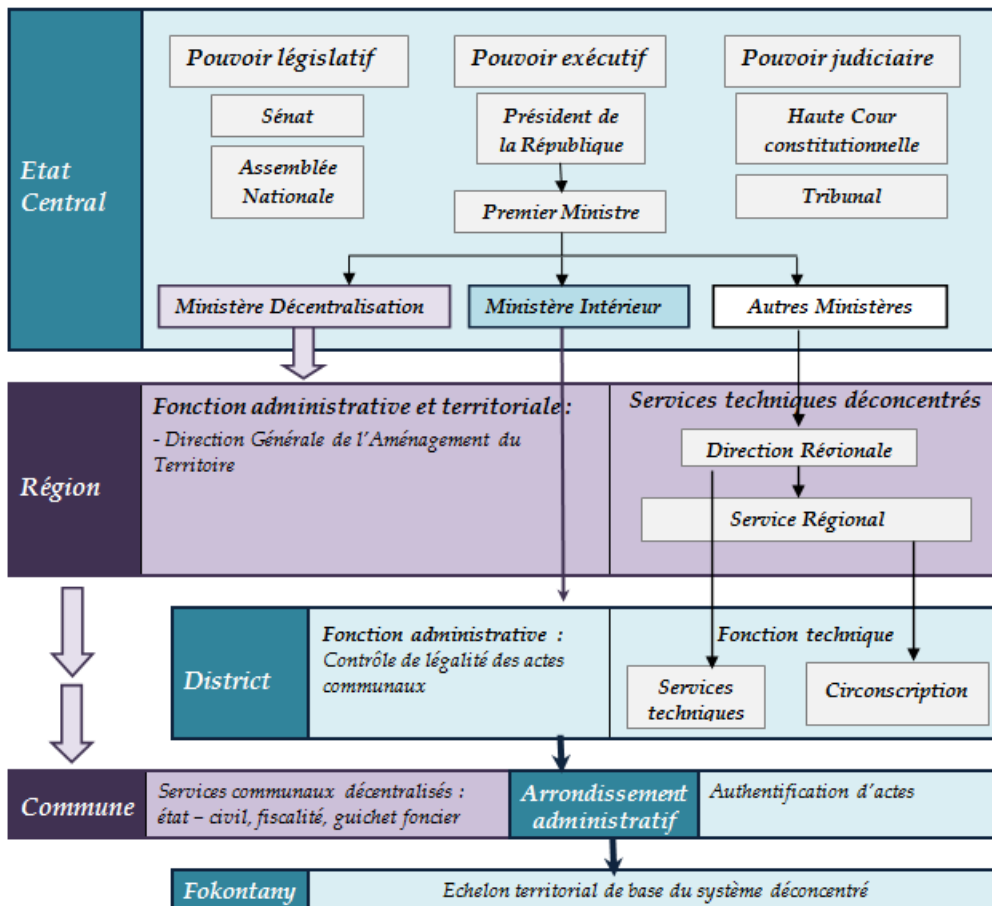 Pouvoir législatif
Pouvoir exécutif
Pouvoir judiciaire
Sénat
Président de
la République
Haute Cour
constitutionnelle
Etat
Central
Assemblée
Nationale
Tribunal
Premier Ministre
Ministère Décentralisation
Ministère Intérieur
Autres Ministères
Région
Fonction administrative et territoriale :
- Direction Générale de l'Aménagement du
Territoire
Services techniques déconcentrés
Direction Régionale
Service Régional
District
Fonction administrative :
Contrôle de légalité des actes
communaux
Fonction technique
Services
techniques
Circonscription
Commune
Services communaux décentralisés :
état – civil, fiscalité, guichet foncier
Arrondissement
administratif
Authentification d'actes
Fokontany
Echelon territorial de base du système déconcentré